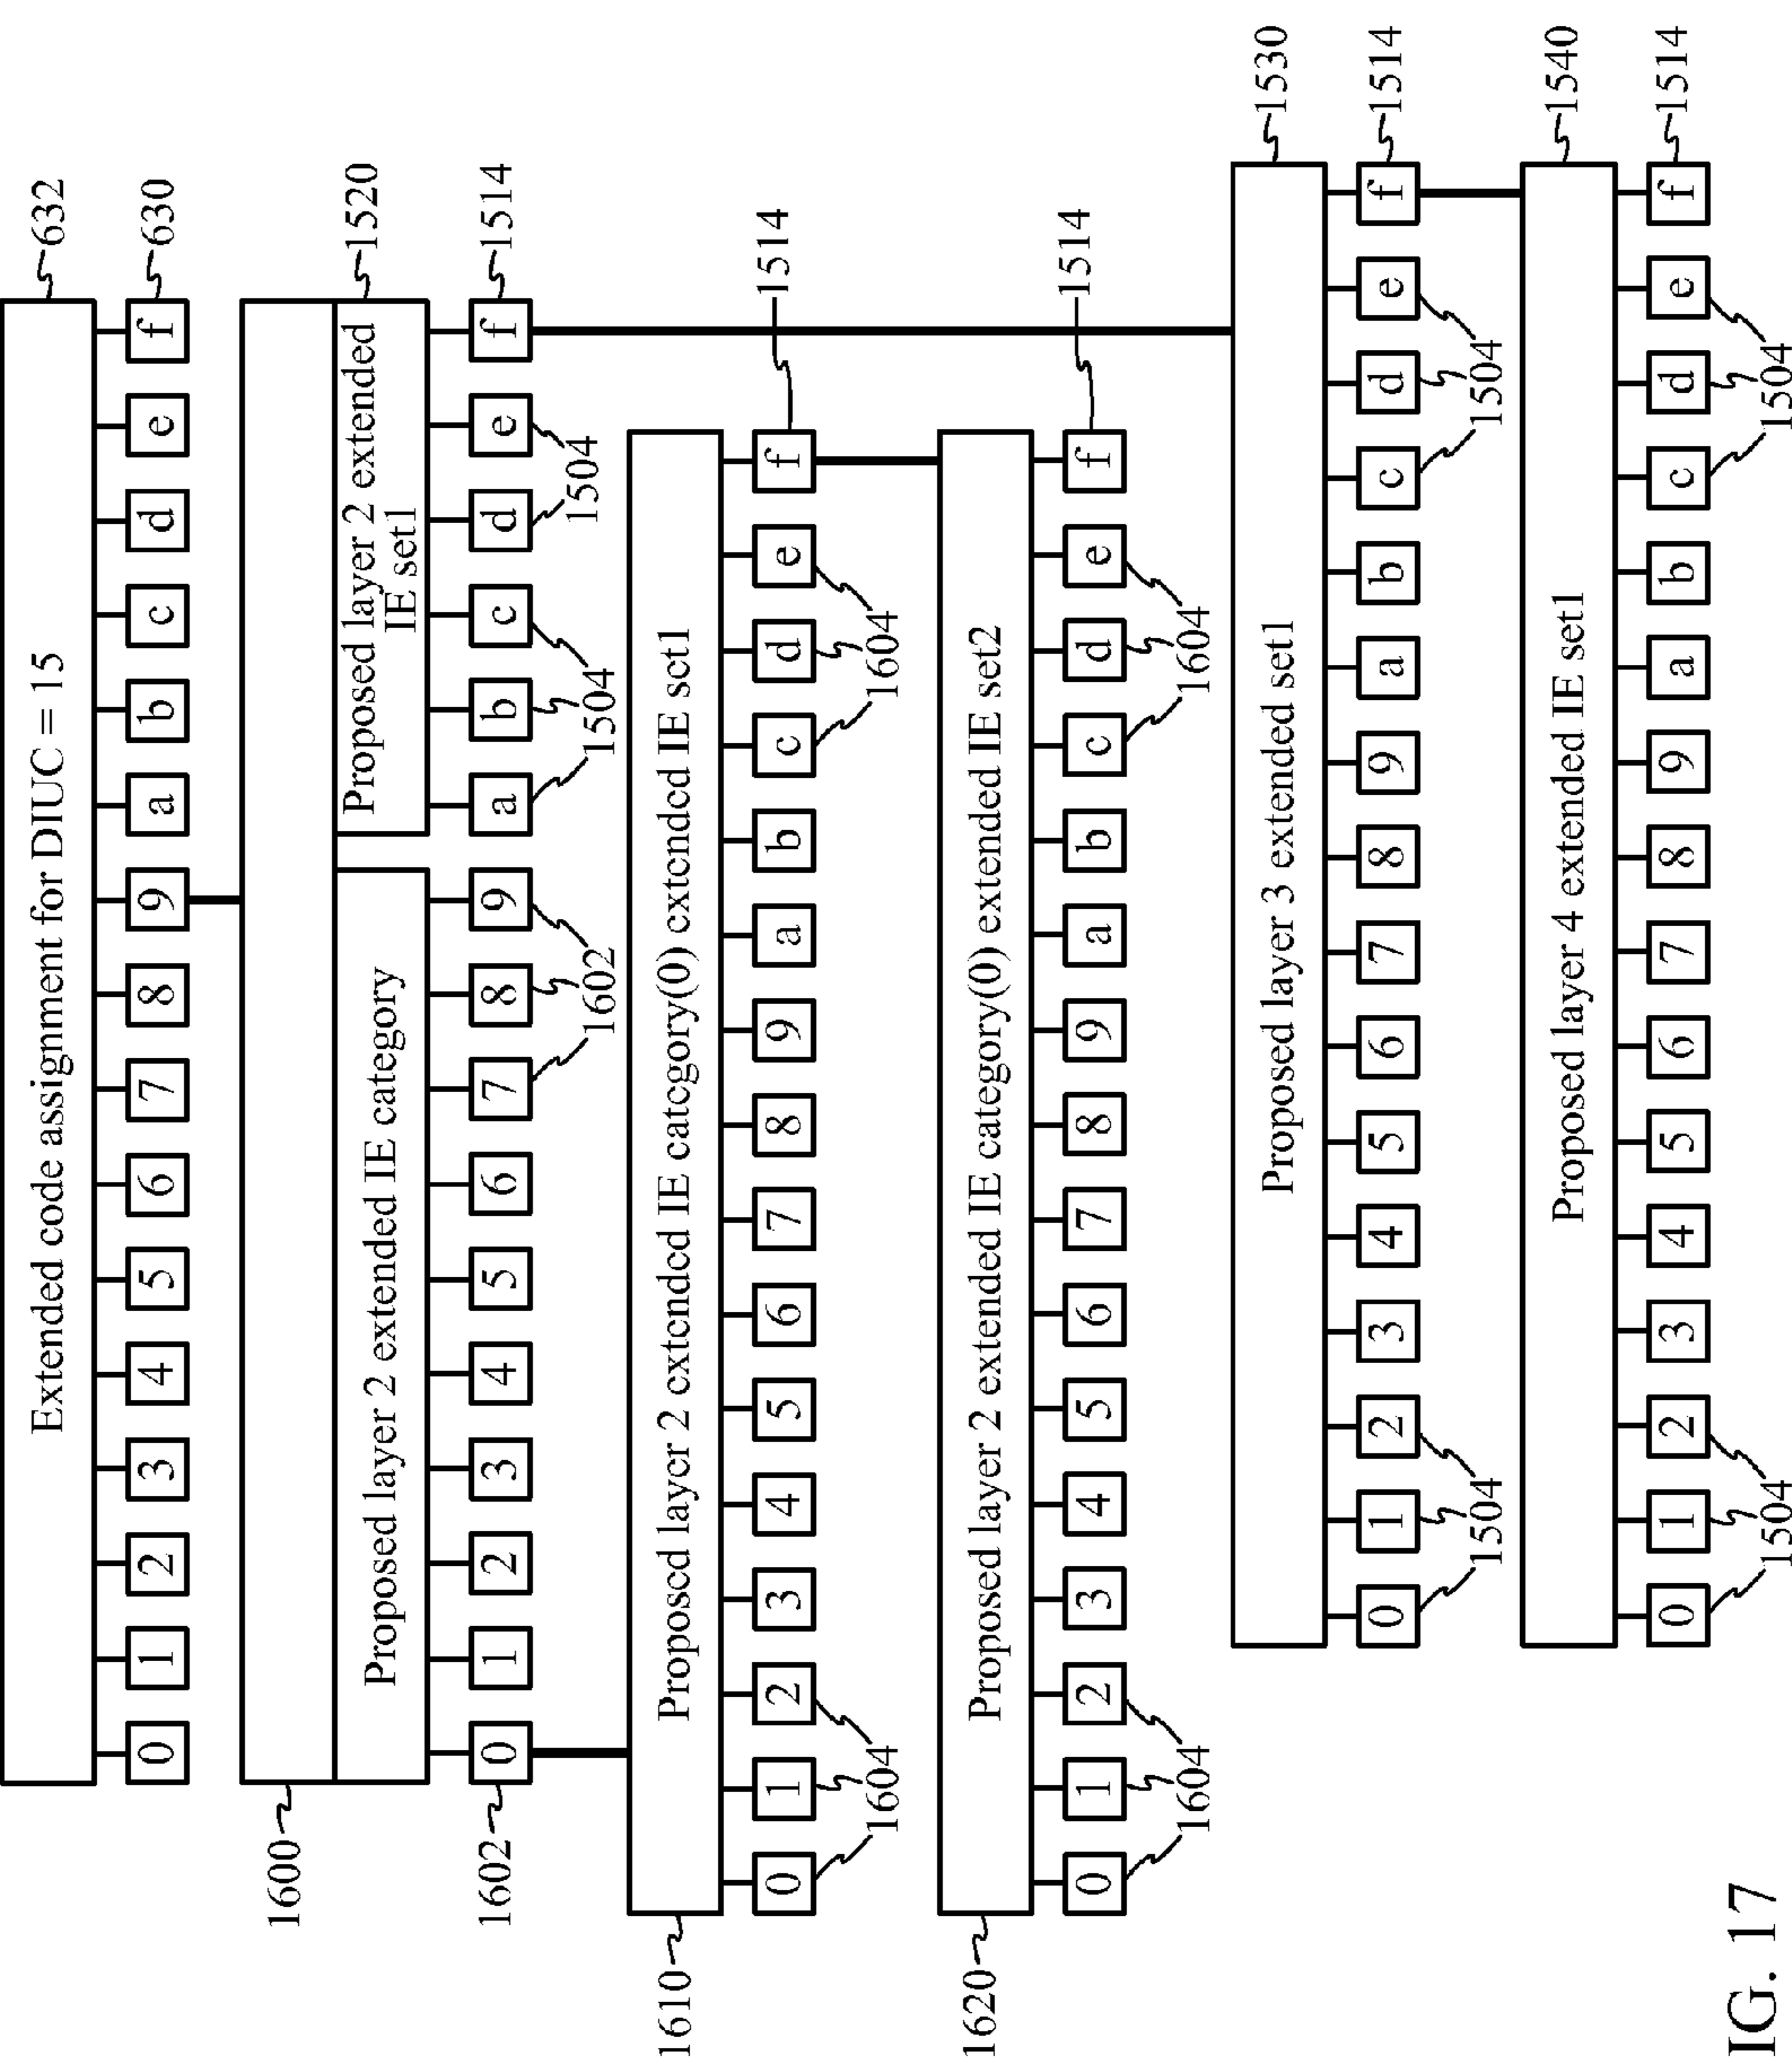 Extended code assignment for DIUC = 15
632
0 1 2 3 4 5 6 7 8 9 a b c d e f
630
1600
Proposed layer 2 extended IE category
Proposed layer 2 extended
IE set1
1520
1602
0 1 2 3 4 5 6 7 8 9 a b c d e f
1514
1602
1504
1504
1610
Proposed layer 2 extended IE category(0) extended IE set1
0 1 2 3 4 5 6 7 8 9 a b c d e f
1514
1604
1604
1620
Proposed layer 2 extended IE category(0) extended IE set2
0 1 2 3 4 5 6 7 8 9 a b c d e f
1514
1604
1604
Proposed layer 3 extended set1
1530
0 1 2 3 4 5 6 7 8 9 a b c d e f
1514
1504
1504
Proposed layer 4 extended IE set1
1540
0 1 2 3 4 5 6 7 8 9 a b c d e f
1514
1504
1504
IG. 17